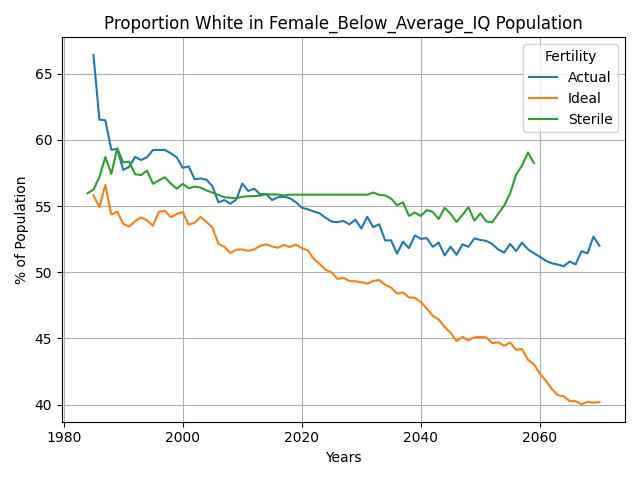 Proportion White in Female_Below_Average_IQ Population
Fertility
Actual
Ideal
Sterile
% of Population
65
60
55
50
45
40
1980
2000
2020
2040
2060
Years